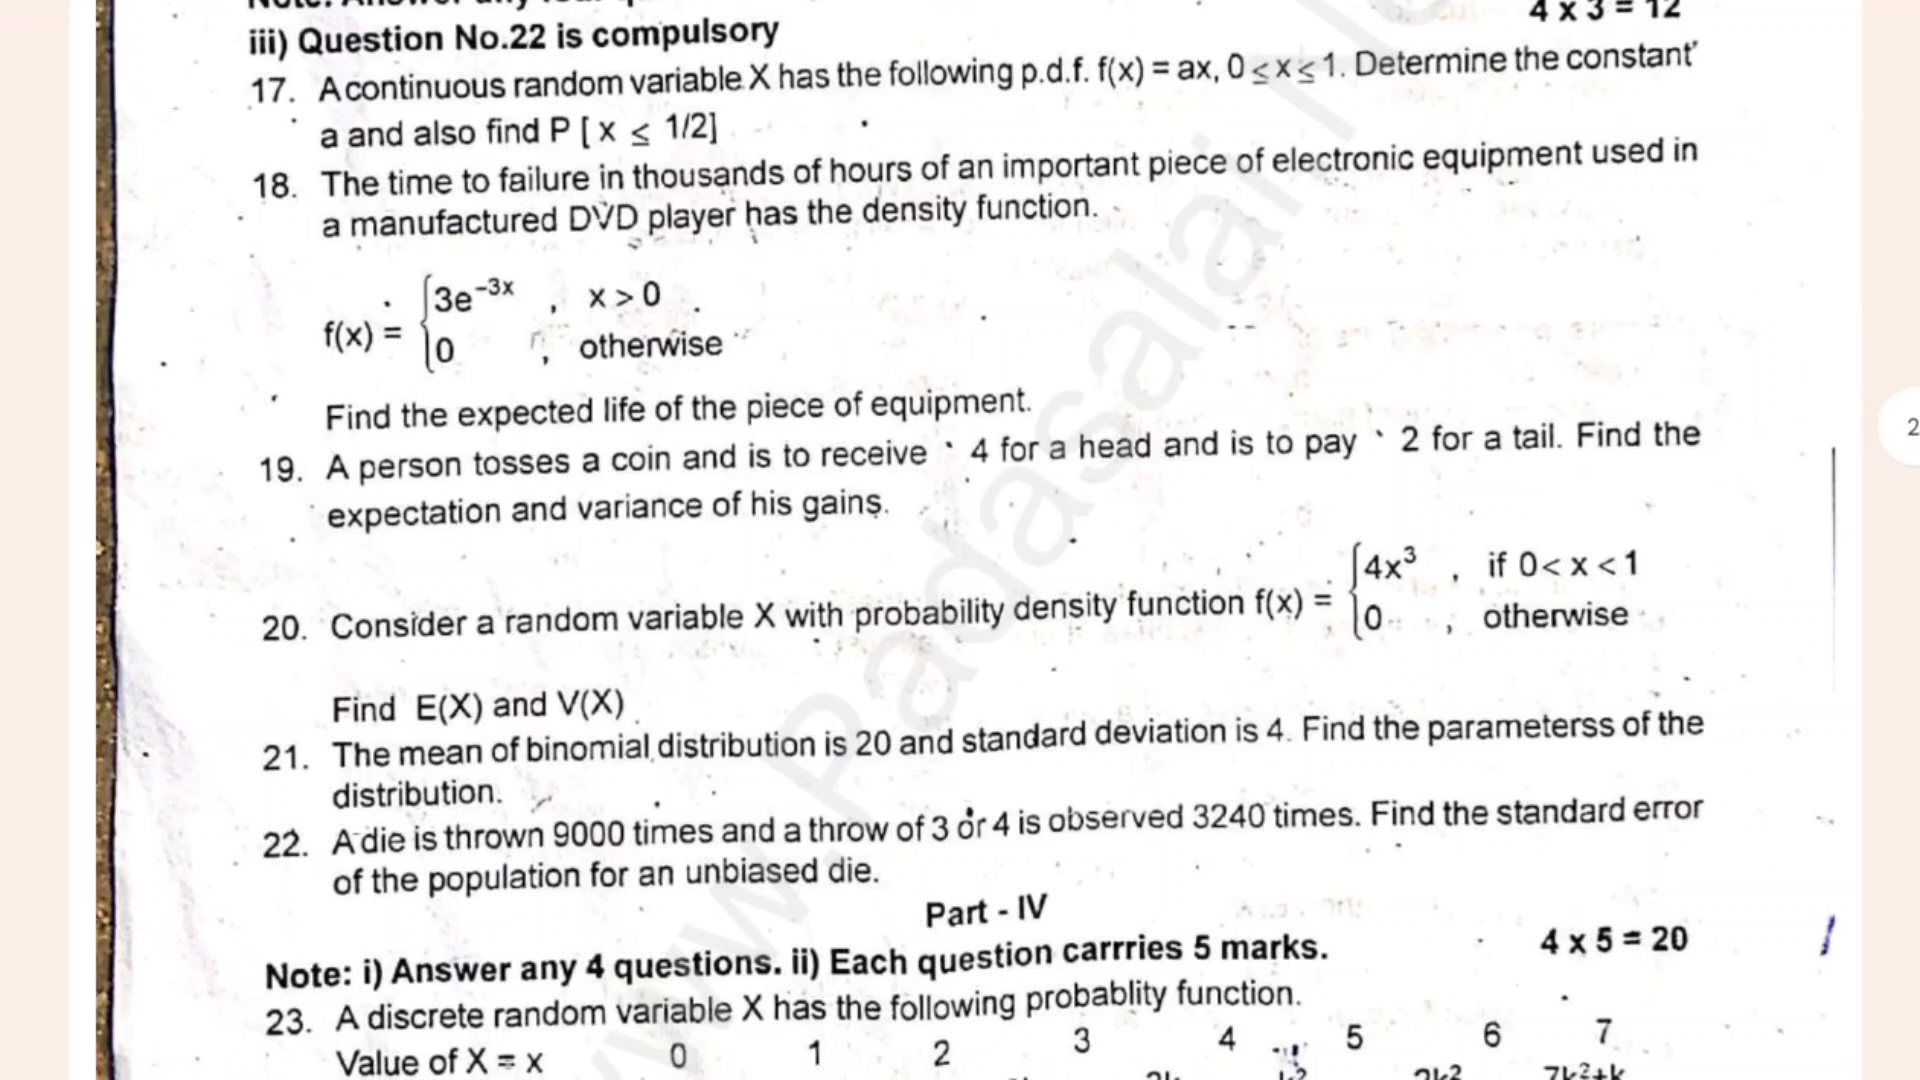 4 x 3 = 12
iii) Question No.22 is compulsory
17. A continuous random variable X has the following p.d.f. f(x) = ax, 0 ≤ x ≤ 1. Determine the constant
a and also find P [ x ≤ 1/2]
18. The time to failure in thousands of hours of an important piece of electronic equipment used in
a manufactured DVD player has the density function.
f(x) = { 3e⁻³ˣ , x > 0
0 , otherwise
Find the expected life of the piece of equipment.
19. A person tosses a coin and is to receive ` 4 for a head and is to pay ` 2 for a tail. Find the
expectation and variance of his gains.
20. Consider a random variable X with probability density function f(x) = { 4x³ , if 0 < x < 1
0 , otherwise
Find E(X) and V(X)
21. The mean of binomial distribution is 20 and standard deviation is 4. Find the parameterss of the
distribution.
22. A die is thrown 9000 times and a throw of 3 or 4 is observed 3240 times. Find the standard error
of the population for an unbiased die.
Part - IV
Note: i) Answer any 4 questions. ii) Each question carrries 5 marks. 4 x 5 = 20
23. A discrete random variable X has the following probablity function.
Value of X = x 0 1 2 3 4 5 6 7
7k²+k
2
www.Padasalai